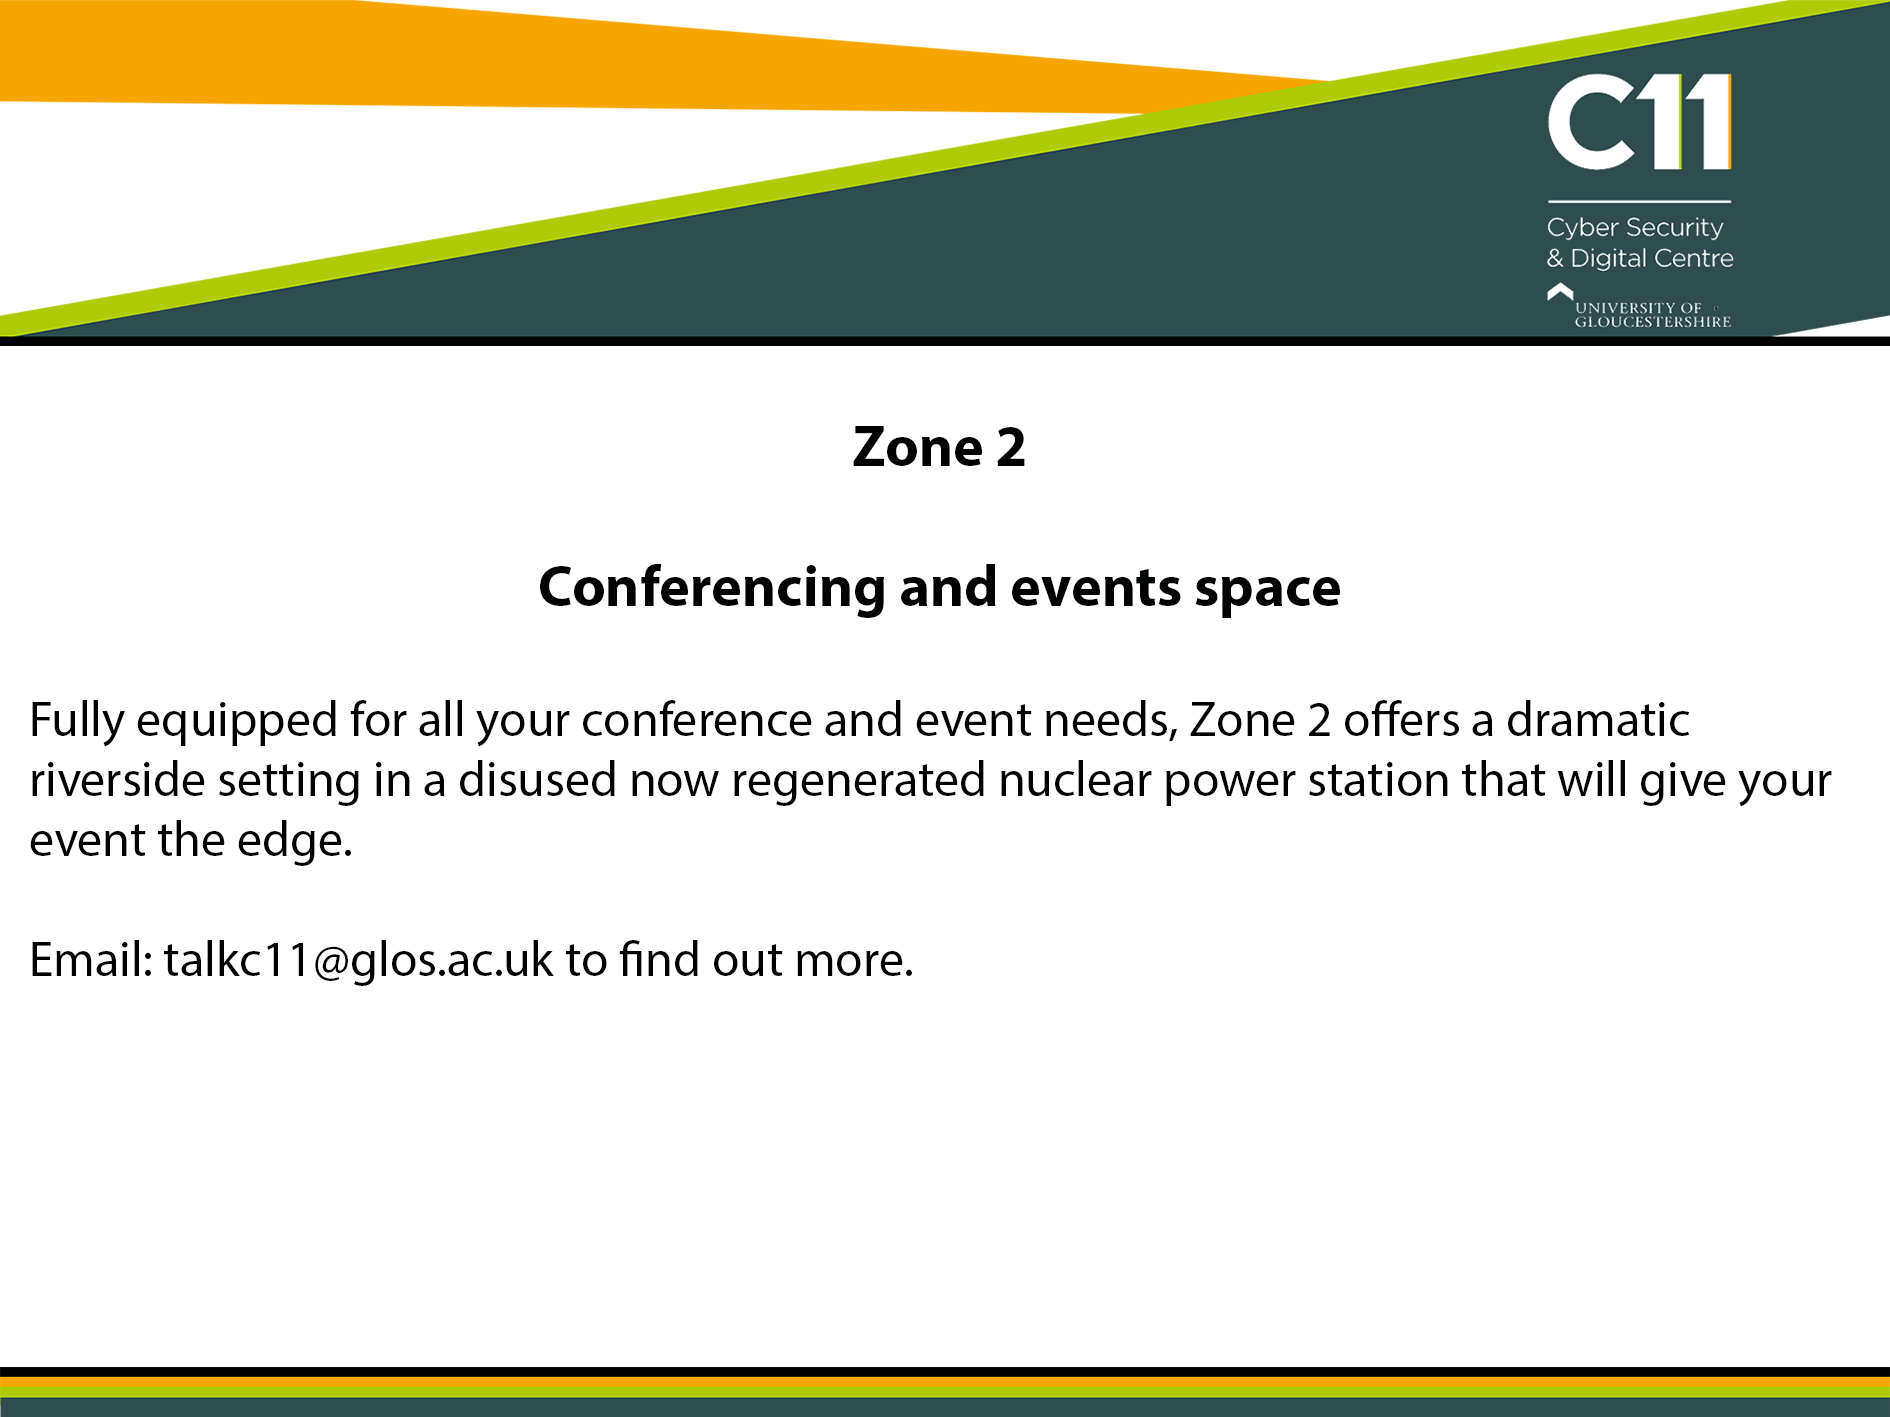 C11
Cyber Security
& Digital Centre
UNIVERSITY OF
GLOUCESTERSHIRE
Zone 2
Conferencing and events space
Fully equipped for all your conference and event needs, Zone 2 offers a dramatic
riverside setting in a disused now regenerated nuclear power station that will give your
event the edge.
Email: talkc11@glos.ac.uk to find out more.